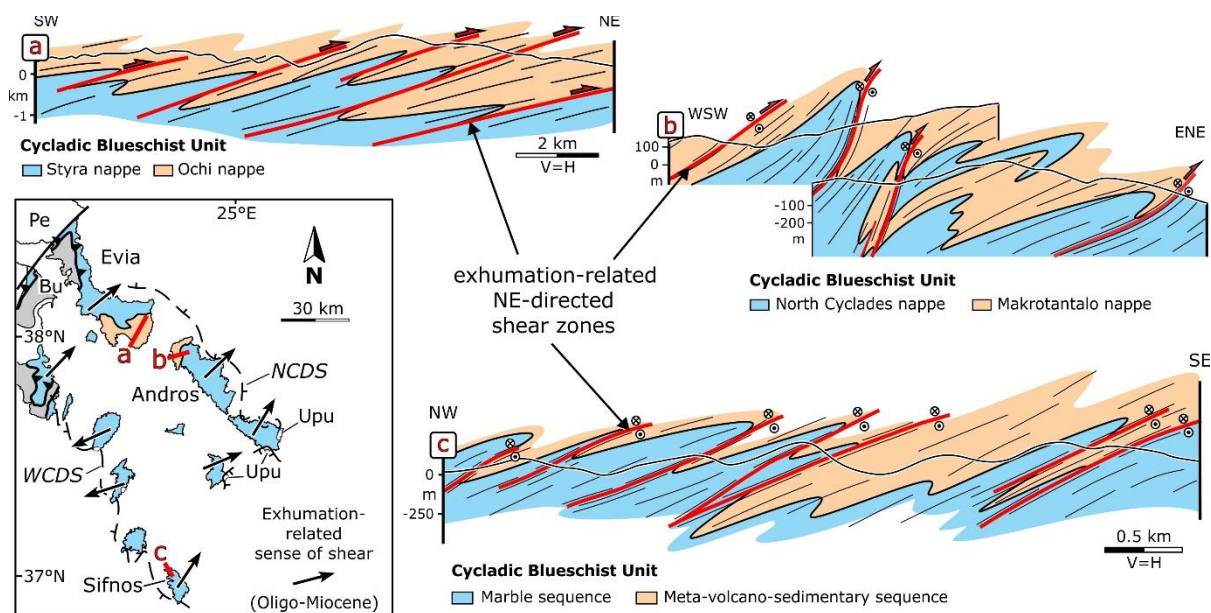 SW
NE
a
0
km
-1
Cycladic Blueschist Unit
Styra nappe
Ochi nappe
2 km
V=H
b
WSW
ENE
100
0
m
-100
-200
m
Cycladic Blueschist Unit
North Cyclades nappe
Makrotantalo nappe
exhumation-related
NE-directed
shear zones
25°E
Pe
Evia
Bu
N
30 km
38°N
a
b
NCDS
Andros
Upu
WCDS
Upu
Exhumation-
related
sense of shear
(Oligo-Miocene)
c
37°N
Sifnos
NW
SE
c
0
m
-250
0.5 km
V=H
Cycladic Blueschist Unit
Marble sequence
Meta-volcano-sedimentary sequence